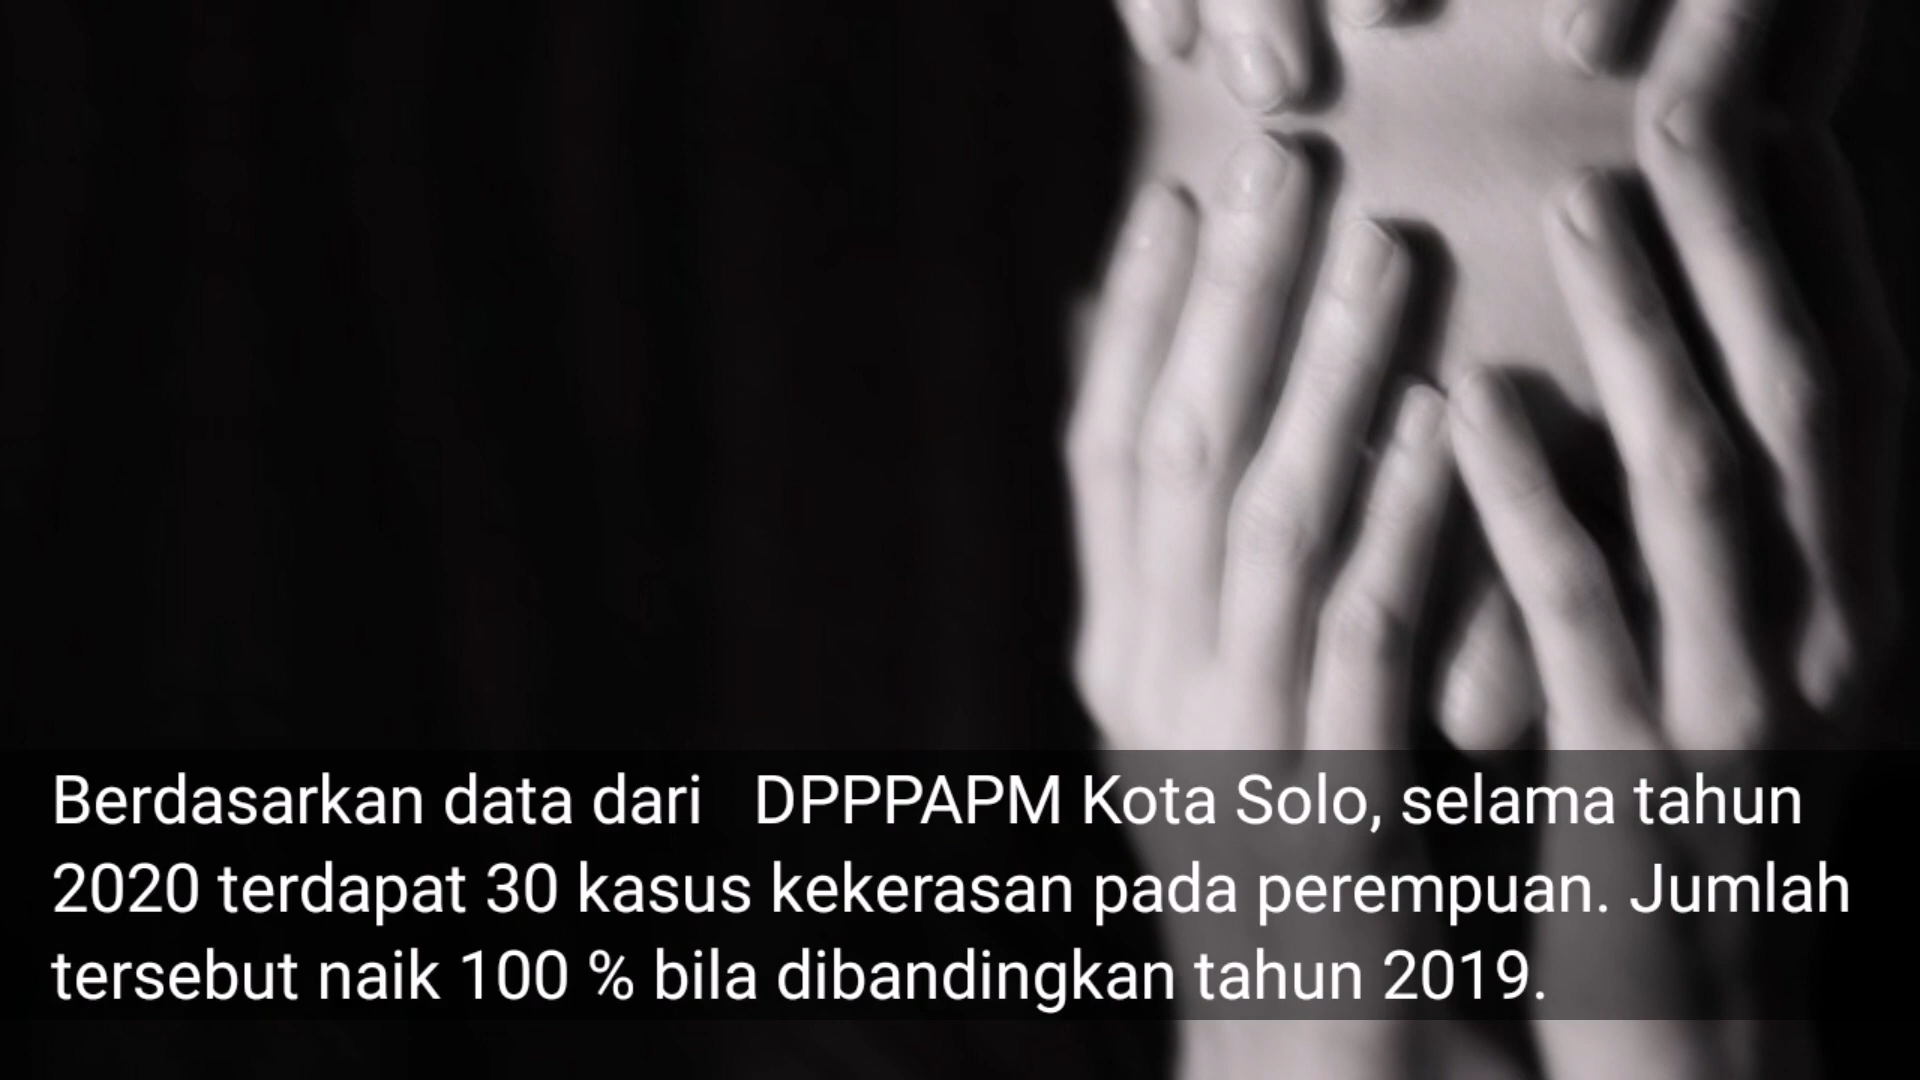 Berdasarkan data dari   DPPPAPM Kota Solo, selama tahun
2020 terdapat 30 kasus kekerasan pada perempuan. Jumlah
tersebut naik 100 % bila dibandingkan tahun 2019.